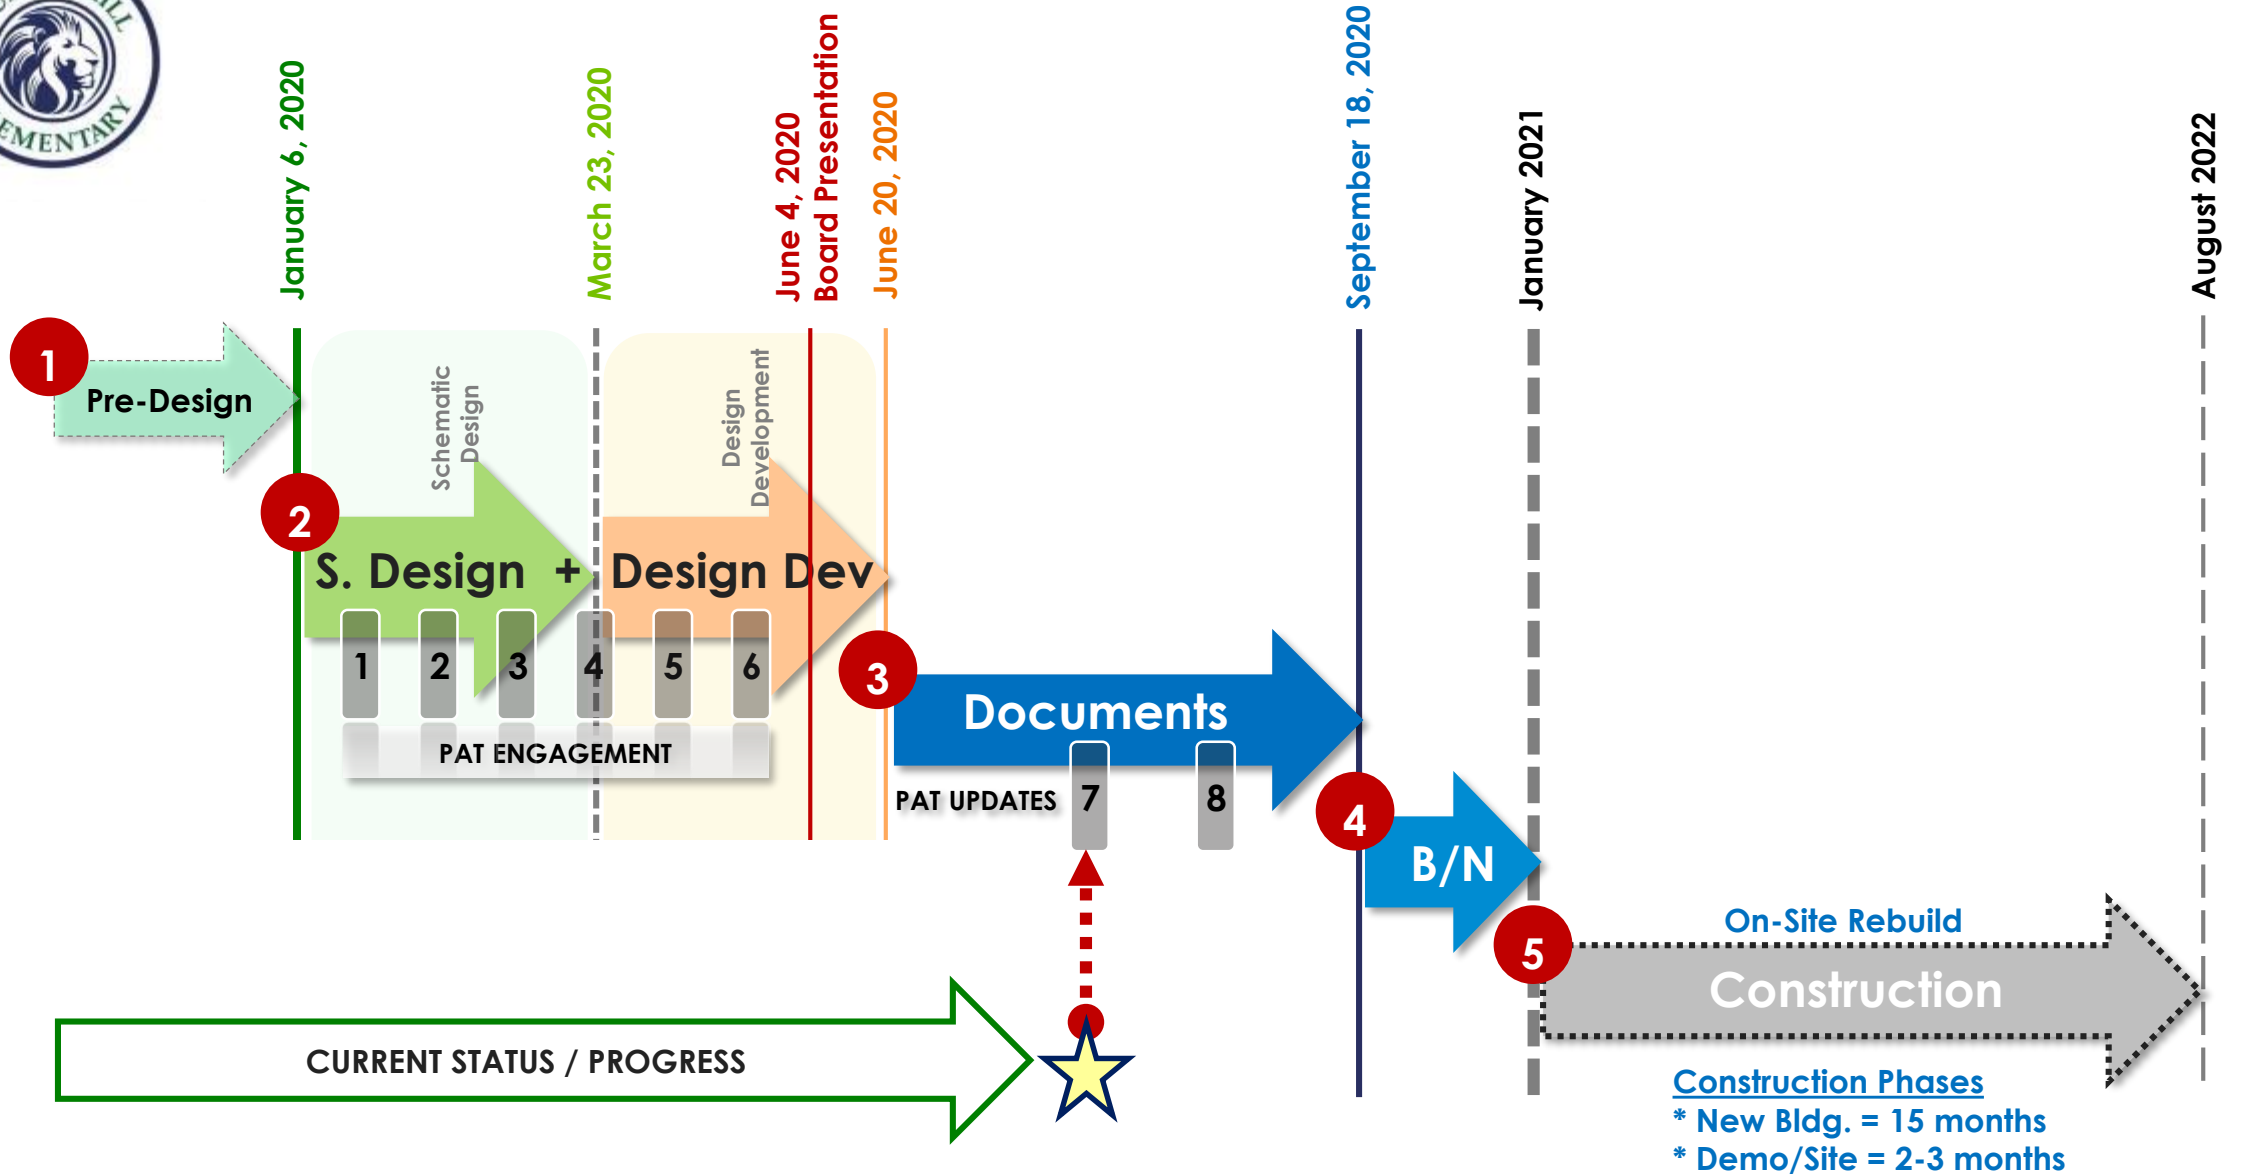 HILL
EMENTARY
January 6, 2020
March 23, 2020
June 4, 2020
Board Presentation
June 20, 2020
September 18, 2020
January 2021
August 2022
1
Pre-Design
Schematic
Design
Design
Development
2
S. Design +
Design Dev
1 2 3 4 5 6
PAT ENGAGEMENT
3
Documents
PAT UPDATES 7 8
4
B/N
5
On-Site Rebuild
Construction
CURRENT STATUS / PROGRESS
Construction Phases
* New Bldg. = 15 months
* Demo/Site = 2-3 months